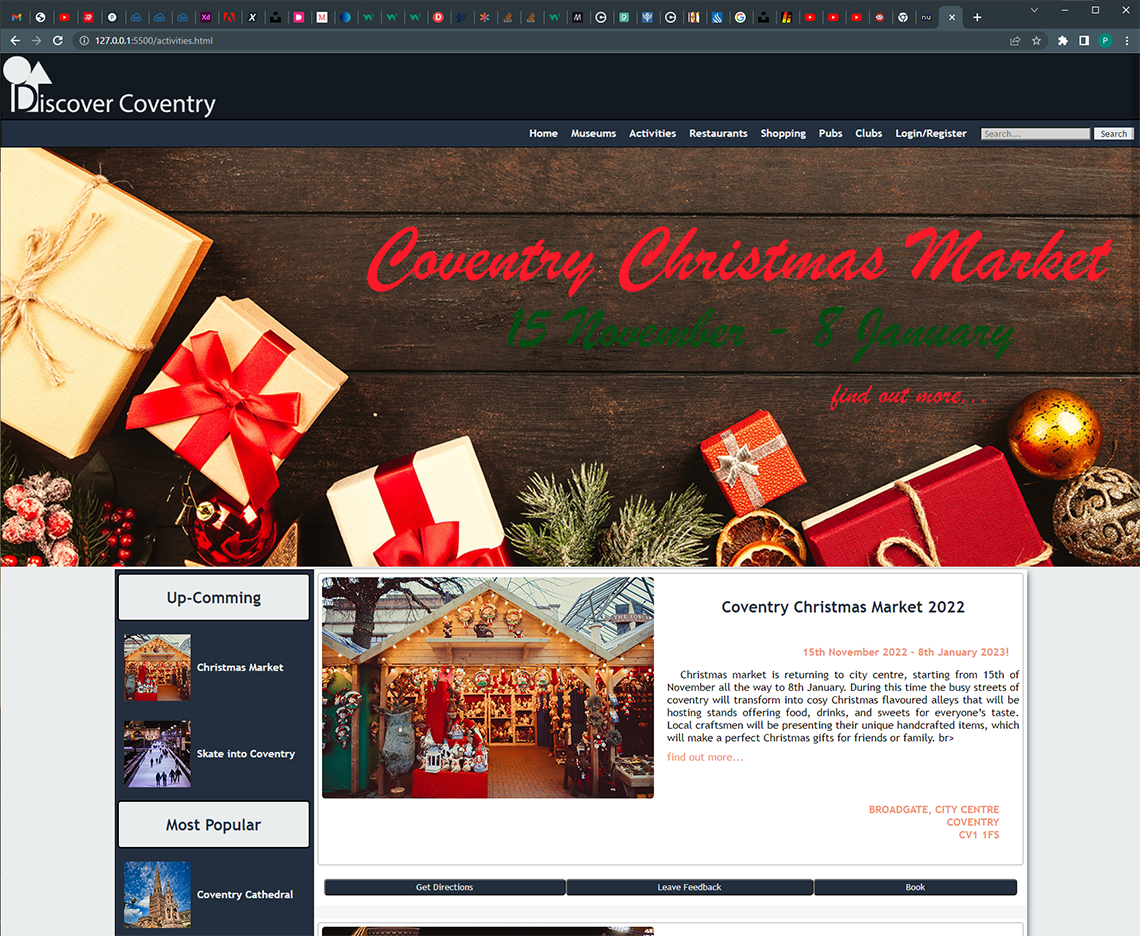 127.0.0.1:5500/activities.html
Discover Coventry
Home Museums Activities Restaurants Shopping Pubs Clubs Login/Register Search... Search
Coventry Christmas Market
15 November - 8 January
find out more...
Up-Comming
Christmas Market
Skate into Coventry
Most Popular
Coventry Cathedral
Coventry Christmas Market 2022
15th November 2022 - 8th January 2023!
Christmas market is returning to city centre, starting from 15th of
November all the way to 8th January. During this time the busy streets of
coventry will transform into cosy Christmas flavoured alleys that will be
hosting stands offering food, drinks, and sweets for everyone’s taste.
Local craftsmen will be presenting their unique handcrafted items, which
will make a perfect Christmas gifts for friends or family. br>
find out more...
BROADGATE, CITY CENTRE
COVENTRY
CV1 1FS
Get Directions Leave Feedback Book